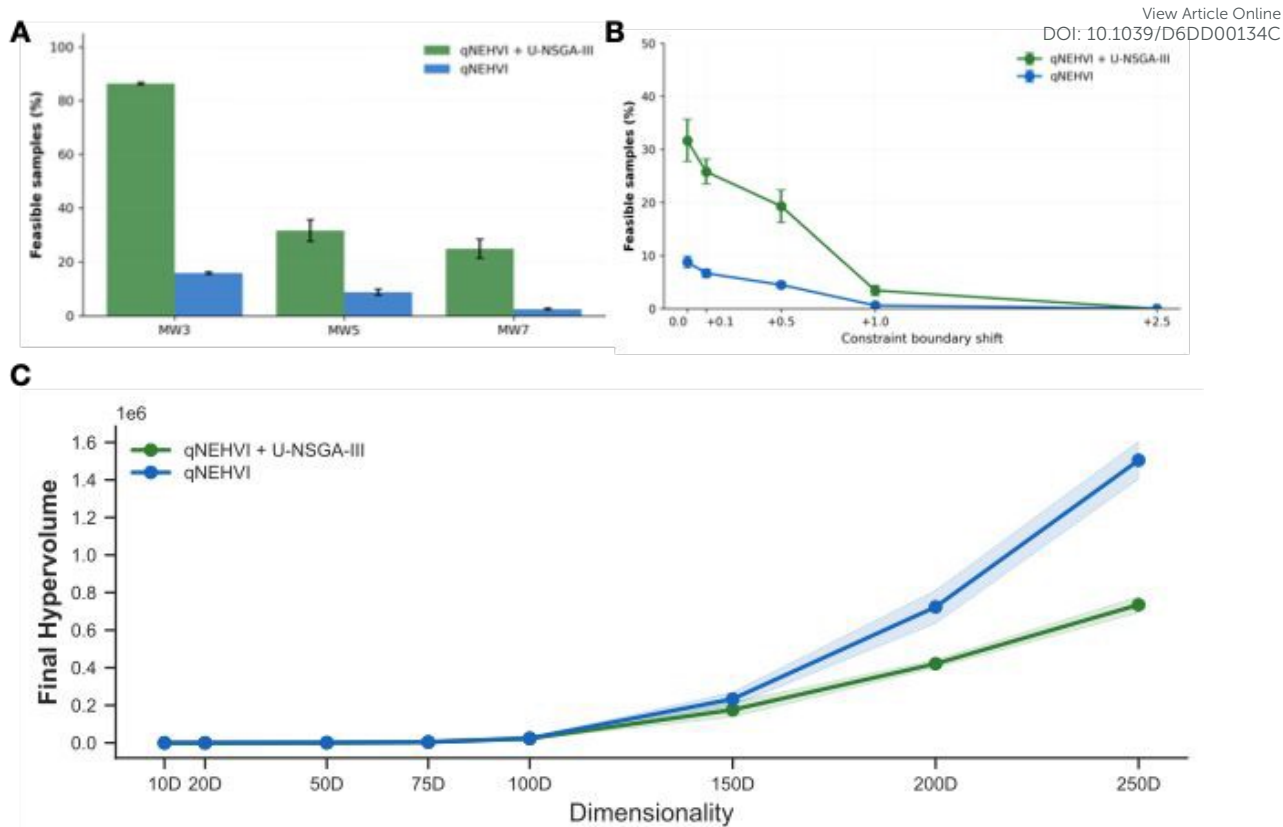 View Article Online
DOI: 10.1039/D6DD00134C
A
qNEHVI + U-NSGA-III
qNEHVI
Feasible samples (%)
100
80
60
40
20
0
MW3 MW5 MW7
B
qNEHVI + U-NSGA-III
qNEHVI
Feasible samples (%)
50
40
30
20
10
0
0.0 +0.1 +0.5 +1.0 +2.5
Constraint boundary shift
C
1e6
qNEHVI + U-NSGA-III
qNEHVI
Final Hypervolume
1.6
1.4
1.2
1.0
0.8
0.6
0.4
0.2
0.0
10D 20D 50D 75D 100D 150D 200D 250D
Dimensionality